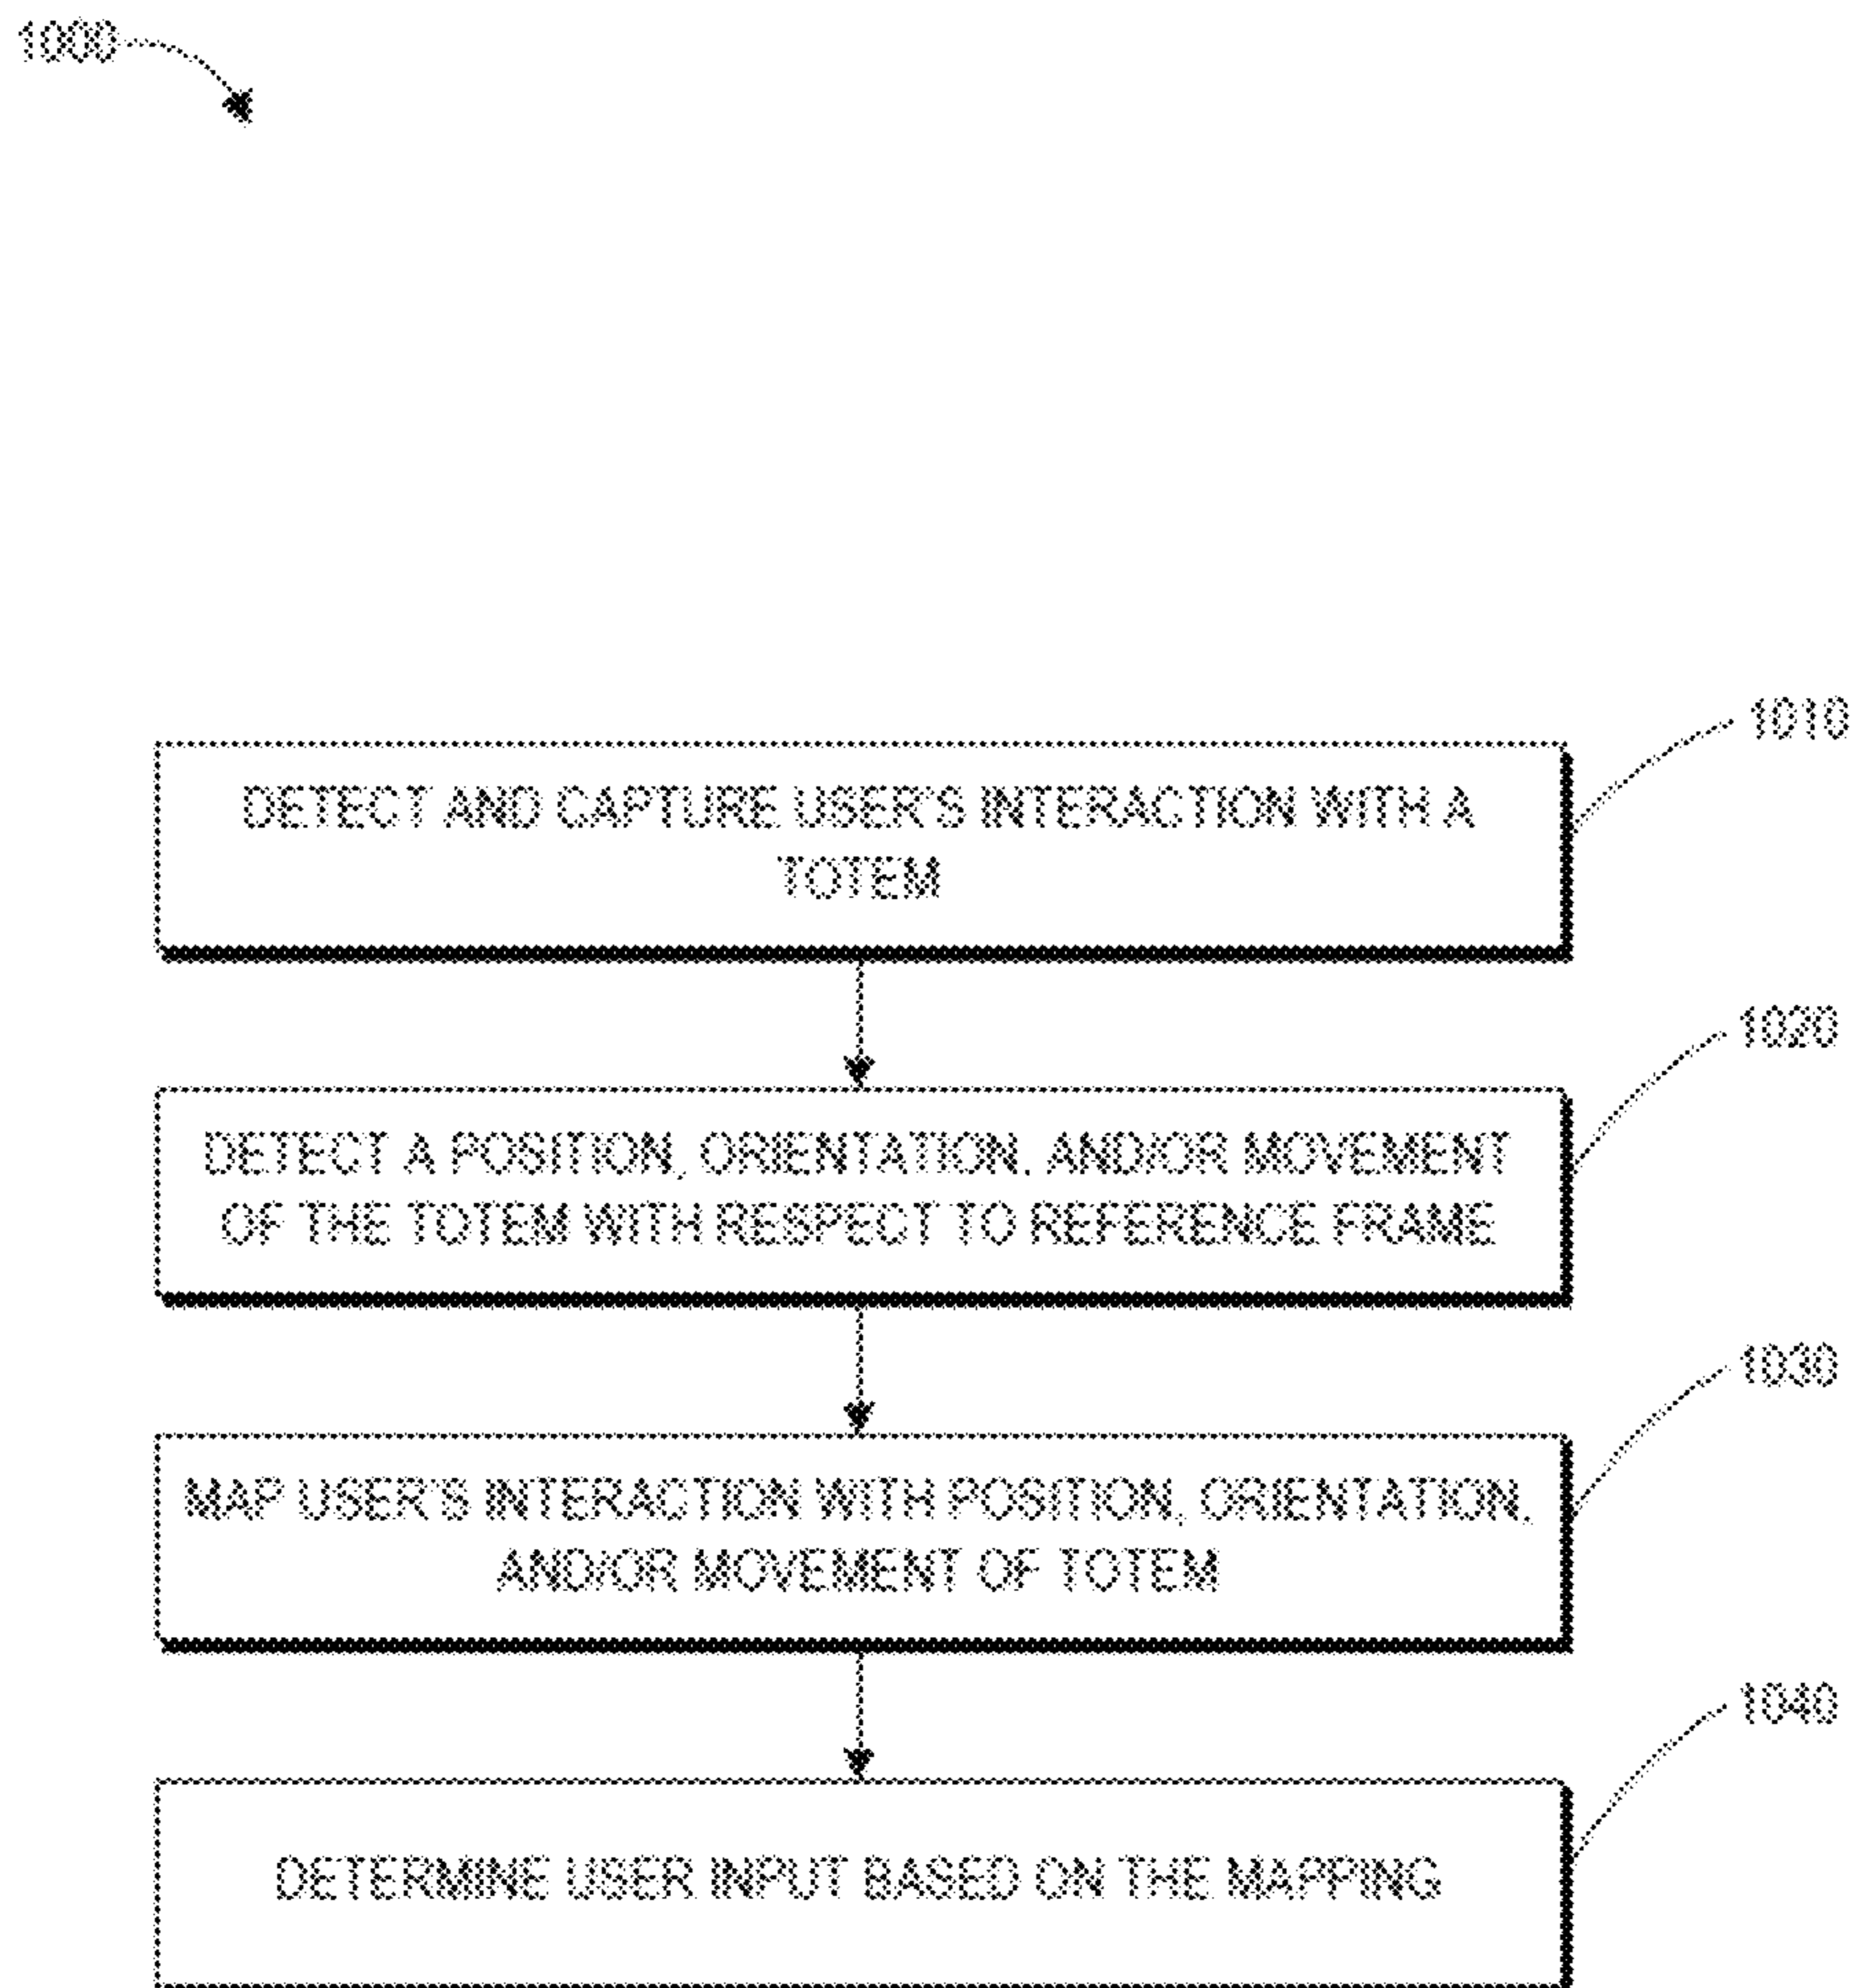 1000
1010
DETECT AND CAPTURE USER'S INTERACTION WITH A
TOTEM
1020
DETECT A POSITION, ORIENTATION, AND/OR MOVEMENT
OF THE TOTEM WITH RESPECT TO REFERENCE FRAME
1030
MAP USER'S INTERACTION WITH POSITION, ORIENTATION,
AND/OR MOVEMENT OF TOTEM
1040
DETERMINE USER INPUT BASED ON THE MAPPING